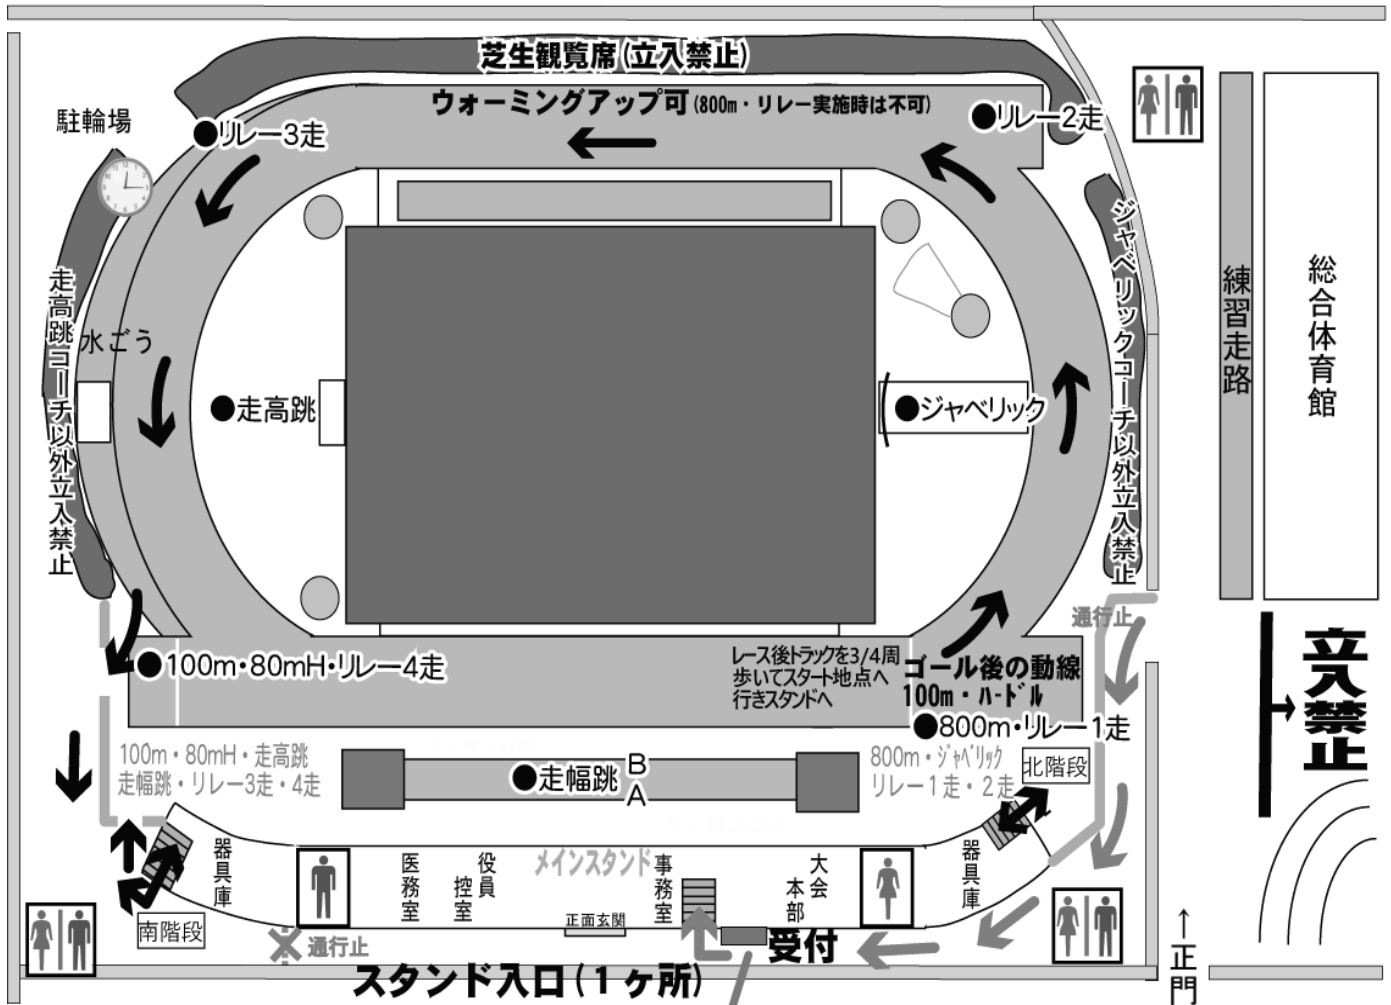 芝生観覧席(立入禁止)
ウォーミングアップ可(800m・リレー実施時は不可)
●リレー2走
●リレー3走
駐輪場
走高跳コーチ以外立入禁止
水ごう
●走高跳
●ジャベリック
ジャベリックコーチ以外立入禁止
練習走路
総合体育館
通行止
立入禁止
●100m・80mH・リレー4走
レース後トラックを3/4周
歩いてスタート地点へ
行きスタンドへ
ゴール後の動線
100m・ハードル
●800m・リレー1走
100m・80mH・走高跳
走幅跳・リレー3走・4走
●走幅跳
B
A
800m・ジャベリック
リレー1走・2走
北階段
器具庫
医務室
役員
控室
メインスタンド
事務室
大会
本部
器具庫
南階段
正面玄関
通行止
受付
スタンド入口(1ヶ所)
←正門